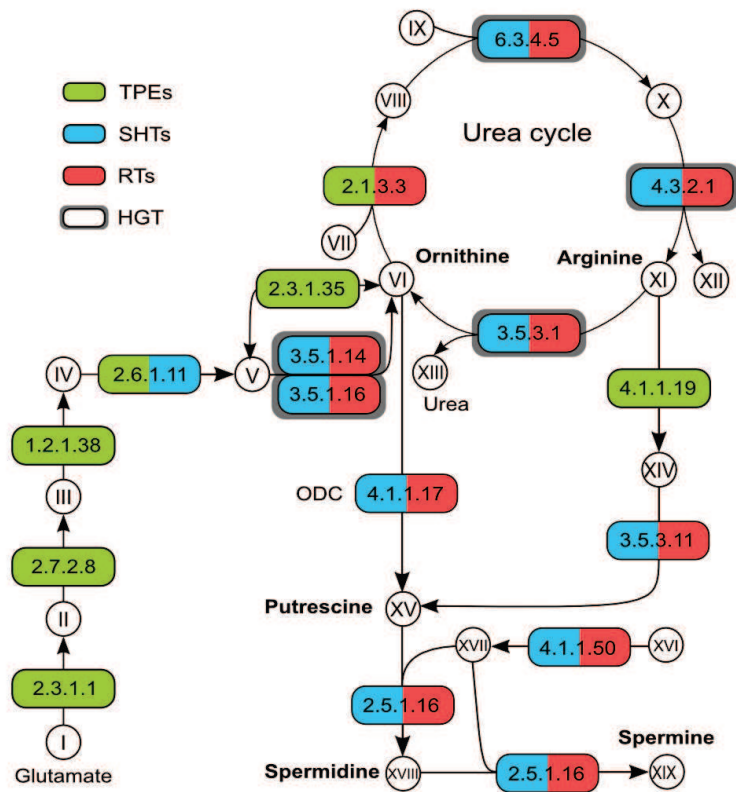 IX
6.3.4.5
TPEs
VIII
X
SHTs
Urea cycle
RTs
2.1.3.3
4.3.2.1
HGT
VII
Ornithine
Arginine
2.3.1.35
VI
XI
XII
3.5.1.14
3.5.3.1
IV
2.6.1.11
V
3.5.1.16
XIII
Urea
4.1.1.19
1.2.1.38
XIV
ODC
4.1.1.17
III
3.5.3.11
2.7.2.8
Putrescine
XV
II
XVII
4.1.1.50
XVI
2.3.1.1
2.5.1.16
Spermine
I
Spermidine
XVIII
2.5.1.16
XIX
Glutamate